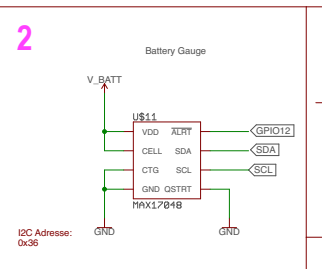 2
Battery Gauge
V_BATT
U$11
VDD ALRT GPIO12
CELL SDA SDA
CTG SCL SCL
GND QSTRT
MAX17048
I2C Adresse:
0x36
GND GND